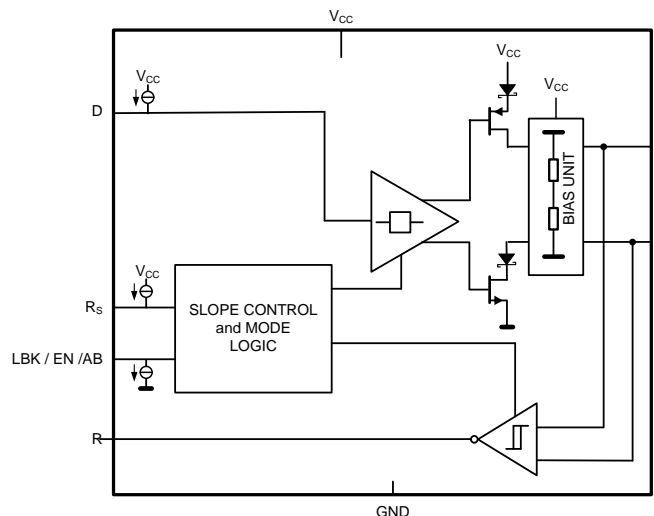 VCC
VCC
VCC
VCC
D
BIAS UNIT
VCC
RS
SLOPE CONTROL
and MODE
LOGIC
LBK / EN /AB
R
GND